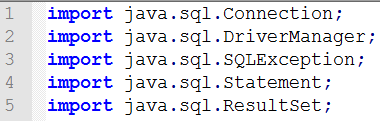 1 import java.sql.Connection;
2 import java.sql.DriverManager;
3 import java.sql.SQLException;
4 import java.sql.Statement;
5 import java.sql.ResultSet;